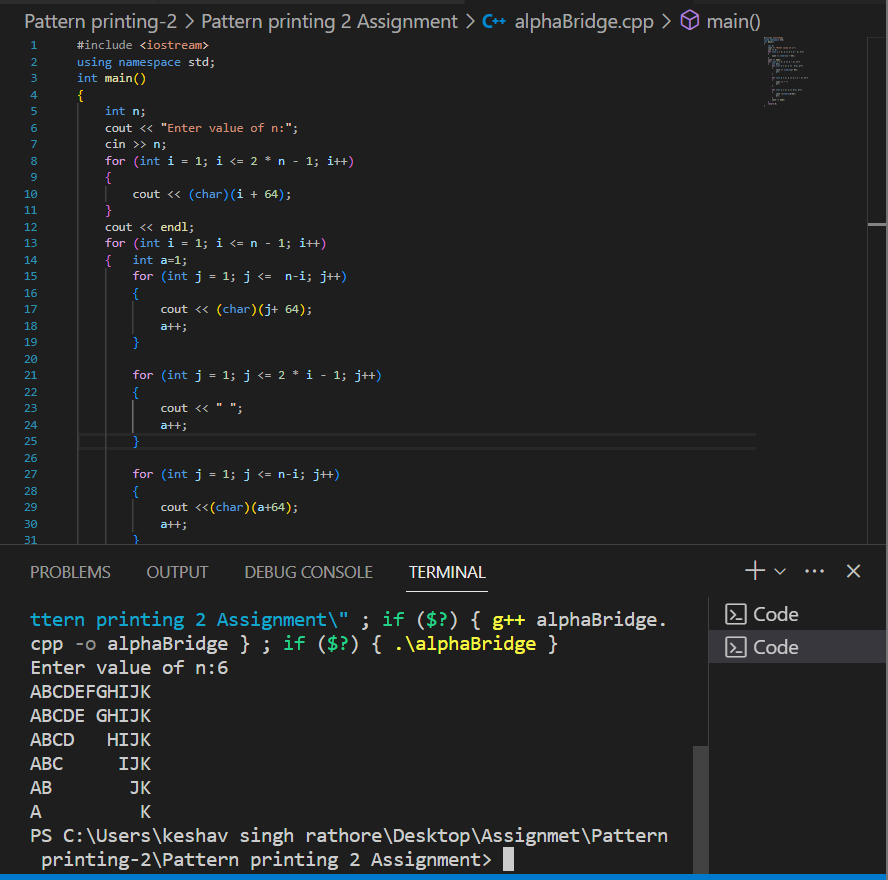 Pattern printing-2 > Pattern printing 2 Assignment > C++ alphaBridge.cpp > main()
1 #include <iostream>
2 using namespace std;
3 int main()
4 {
5     int n;
6     cout << "Enter value of n:";
7     cin >> n;
8     for (int i = 1; i <= 2 * n - 1; i++)
9     {
10         cout << (char)(i + 64);
11     }
12     cout << endl;
13     for (int i = 1; i <= n - 1; i++)
14     {   int a=1;
15         for (int j = 1; j <=  n-i; j++)
16         {
17             cout << (char)(j+ 64);
18             a++;
19         }
20
21         for (int j = 1; j <= 2 * i - 1; j++)
22         {
23             cout << " ";
24             a++;
25         }
26
27         for (int j = 1; j <= n-i; j++)
28         {
29             cout <<(char)(a+64);
30             a++;
31         }
PROBLEMS OUTPUT DEBUG CONSOLE TERMINAL
ttern printing 2 Assignment\" ; if ($?) { g++ alphaBridge.
cpp -o alphaBridge } ; if ($?) { .\alphaBridge }
Enter value of n:6
ABCDEFGHIJK
ABCDE GHIJK
ABCD   HIJK
ABC     IJK
AB       JK
A         K
PS C:\Users\keshav singh rathore\Desktop\Assignmet\Pattern
 printing-2\Pattern printing 2 Assignment>
Code
Code